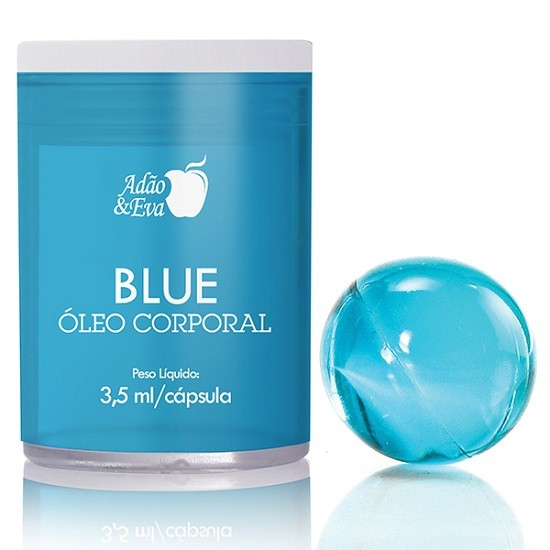 Adão
&Eva
BLUE
ÓLEO CORPORAL
Peso Líquido:
3,5 ml/cápsula